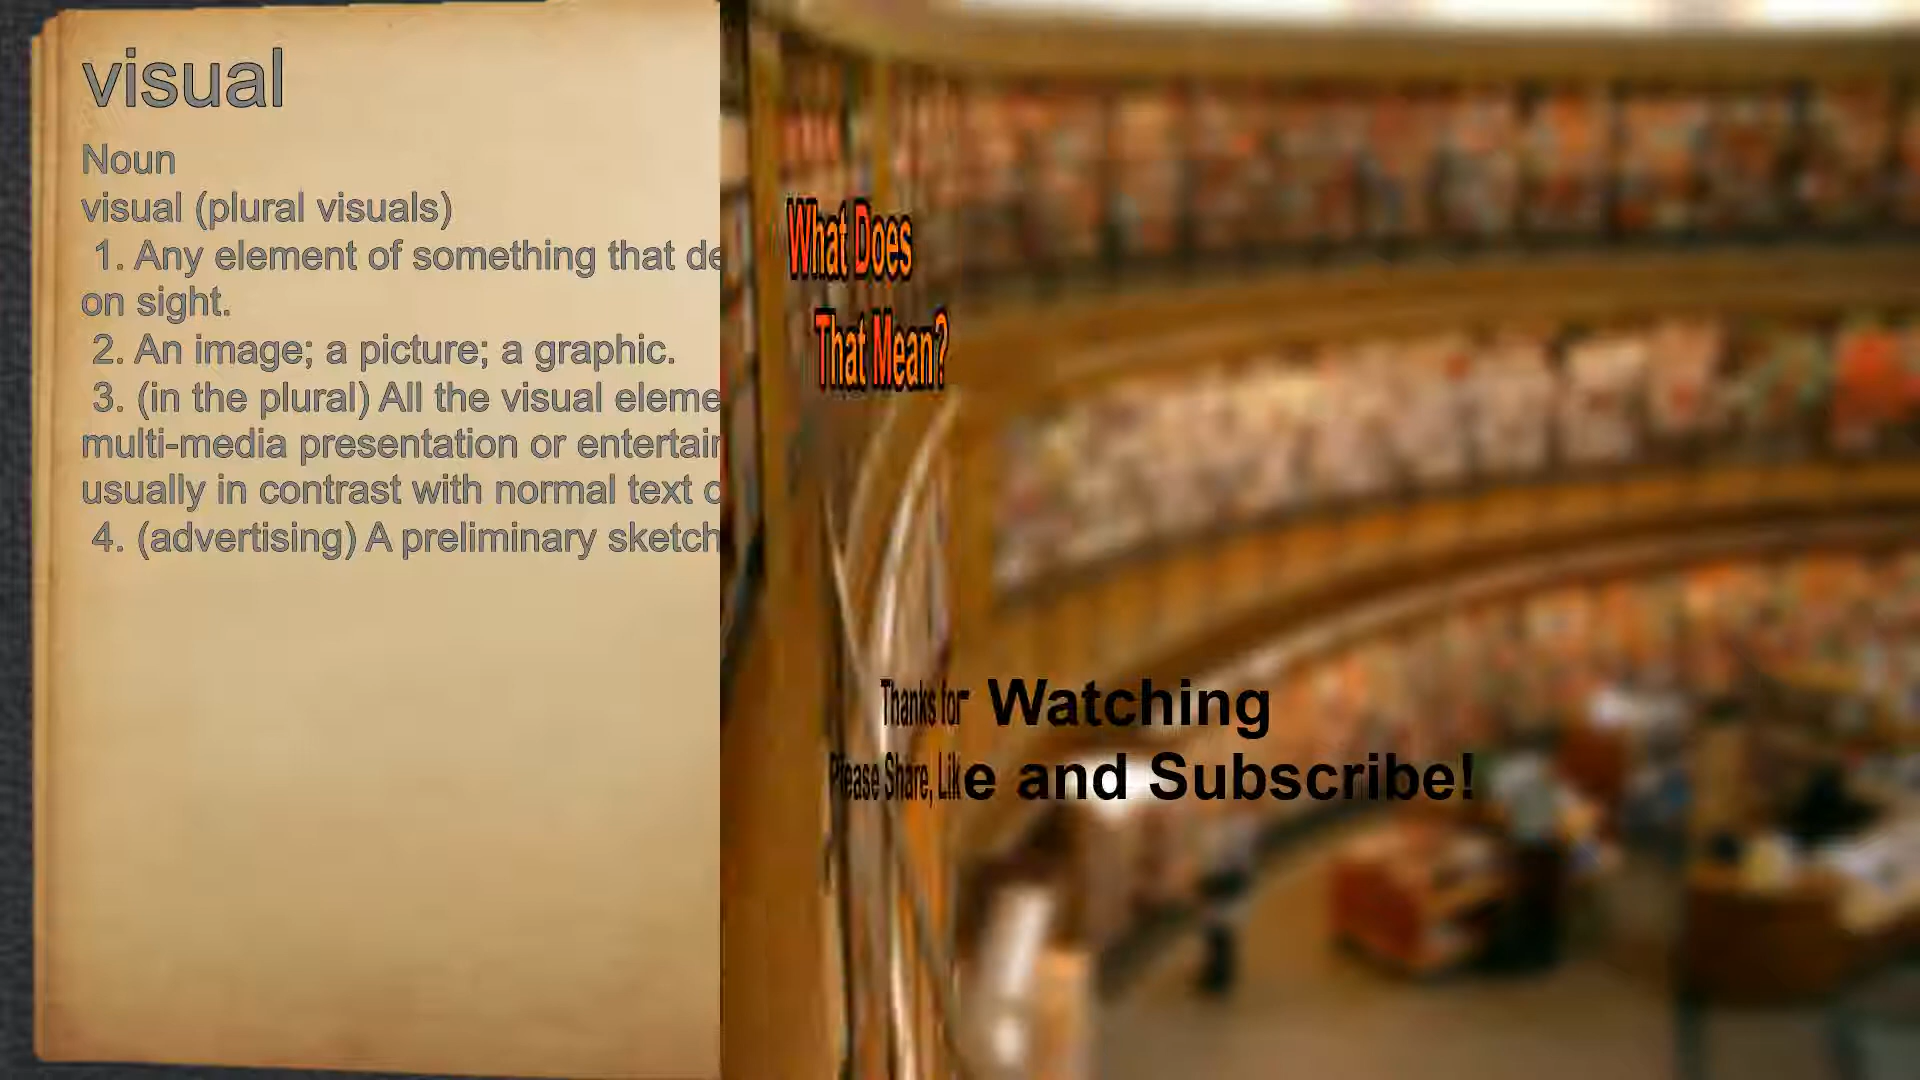 visual
Noun
visual (plural visuals)
1. Any element of something that de
on sight.
2. An image; a picture; a graphic.
3. (in the plural) All the visual eleme
multi-media presentation or entertain
usually in contrast with normal text o
4. (advertising) A preliminary sketch
What Does
That Mean?
Thanks for Watching
Please Share, Like and Subscribe!